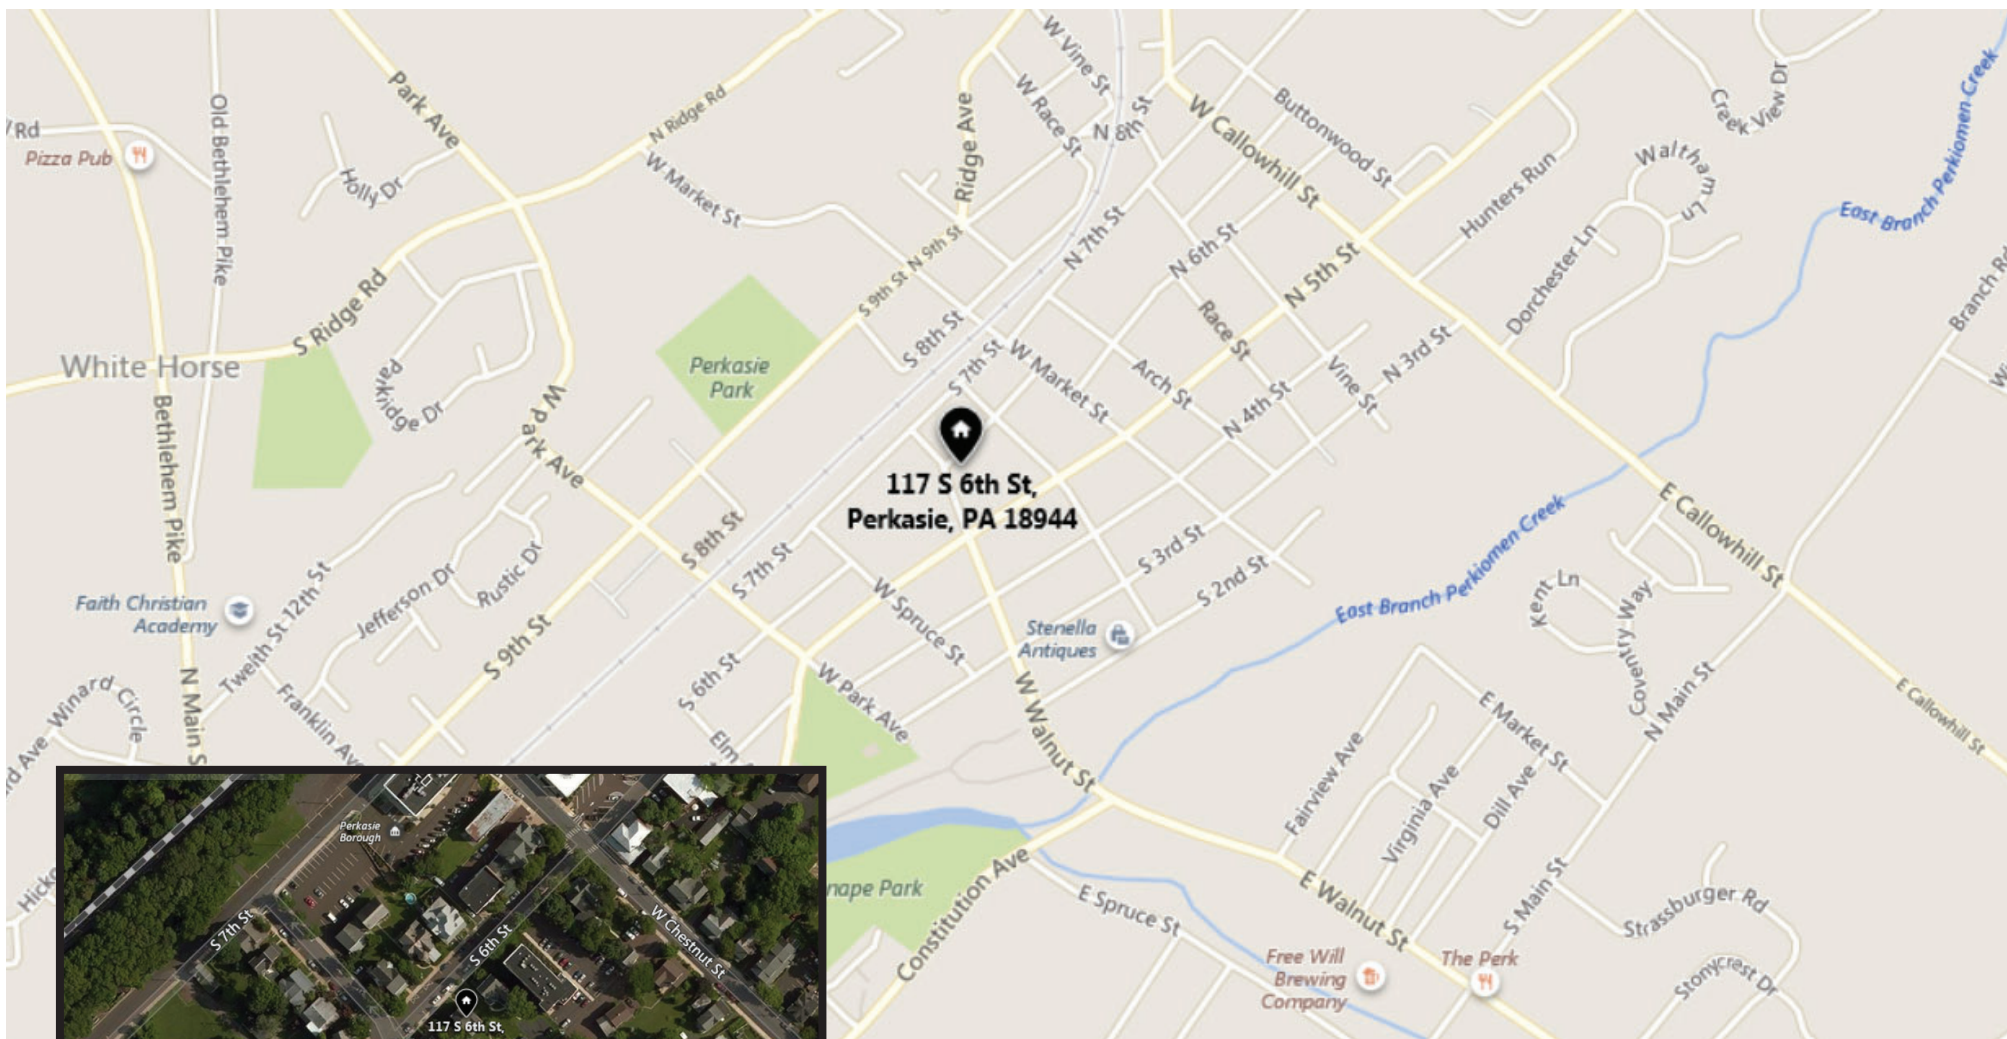 W Vine St
Park Ave
Old Bethlehem Pike
N Ridge Rd
W Race St
Ridge Ave
N 8th St
W Callowhill St
Buttonwood St
Creek View Dr
East Branch Perkiomen Creek
Rd
Pizza Pub
Holly Dr
W Market St
Hunters Run
Waltham Ln
N 7th St
N 6th St
N 5th St
Dorchester Ln
S 9th St
N 9th St
Branch Rd
S Ridge Rd
White Horse
Parkridge Dr
Perkasie
Park
S 8th St
S 7th St
W Market St
Arch St
Race St
Vine St
N 3rd St
N 4th St
W Park Ave
Bethlehem Pike
117 S 6th St,
Perkasie, PA 18944
E Callowhill St
East Branch Perkiomen Creek
S 8th St
S 7th St
S 3rd St
S 2nd St
W Spruce St
Twelth St 12th St
Jefferson Dr
Rustic Dr
Faith Christian
Academy
S 9th St
Stenella
Antiques
Kent Ln
Coventry Way
N Main St
E Callowhill St
S 6th St
W Park Ave
W Walnut St
Winard Circle
N Main S
Franklin Ave
Elm
E Market St
Fairview Ave
Virginia Ave
Dill Ave
nape Park
Constitution Ave
E Spruce St
E Walnut St
S Main St
Strassburger Rd
Stonycrest Dr
Free Will
Brewing
Company
The Perk
Perkasie
Borough
S 7th St
S 6th St
W Chestnut St
117 S 6th St,